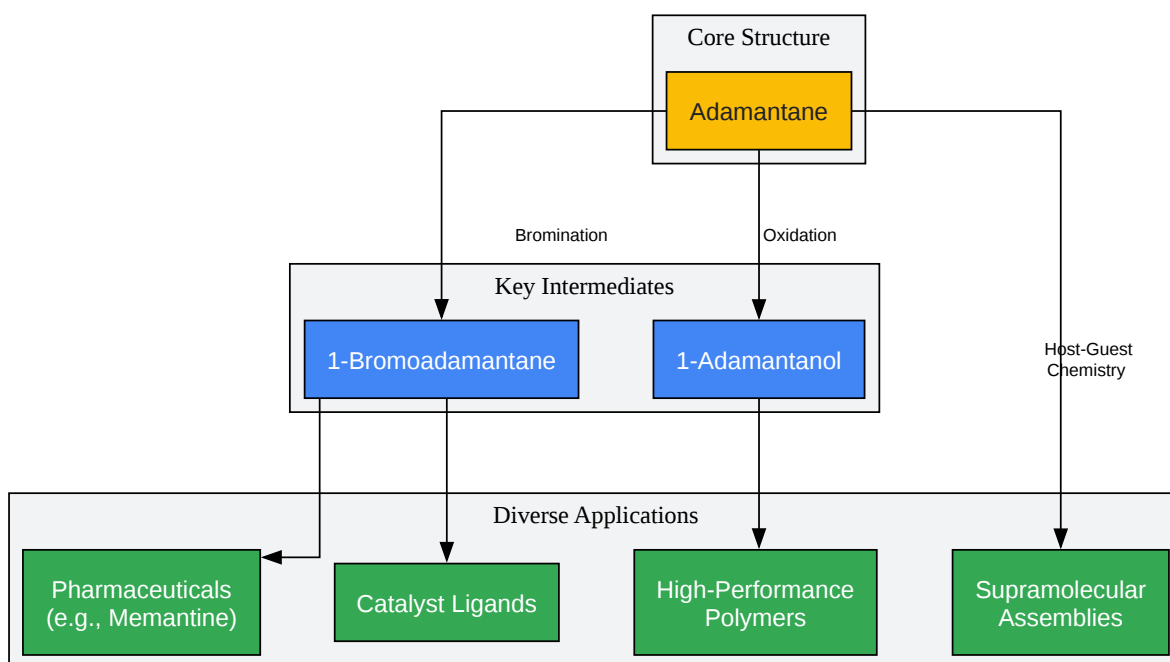 Core Structure
Adamantane
Bromination
Oxidation
Key Intermediates
1-Bromoadamantane
1-Adamantanol
Host-Guest
Chemistry
Diverse Applications
Pharmaceuticals
(e.g., Memantine)
Catalyst Ligands
High-Performance
Polymers
Supramolecular
Assemblies